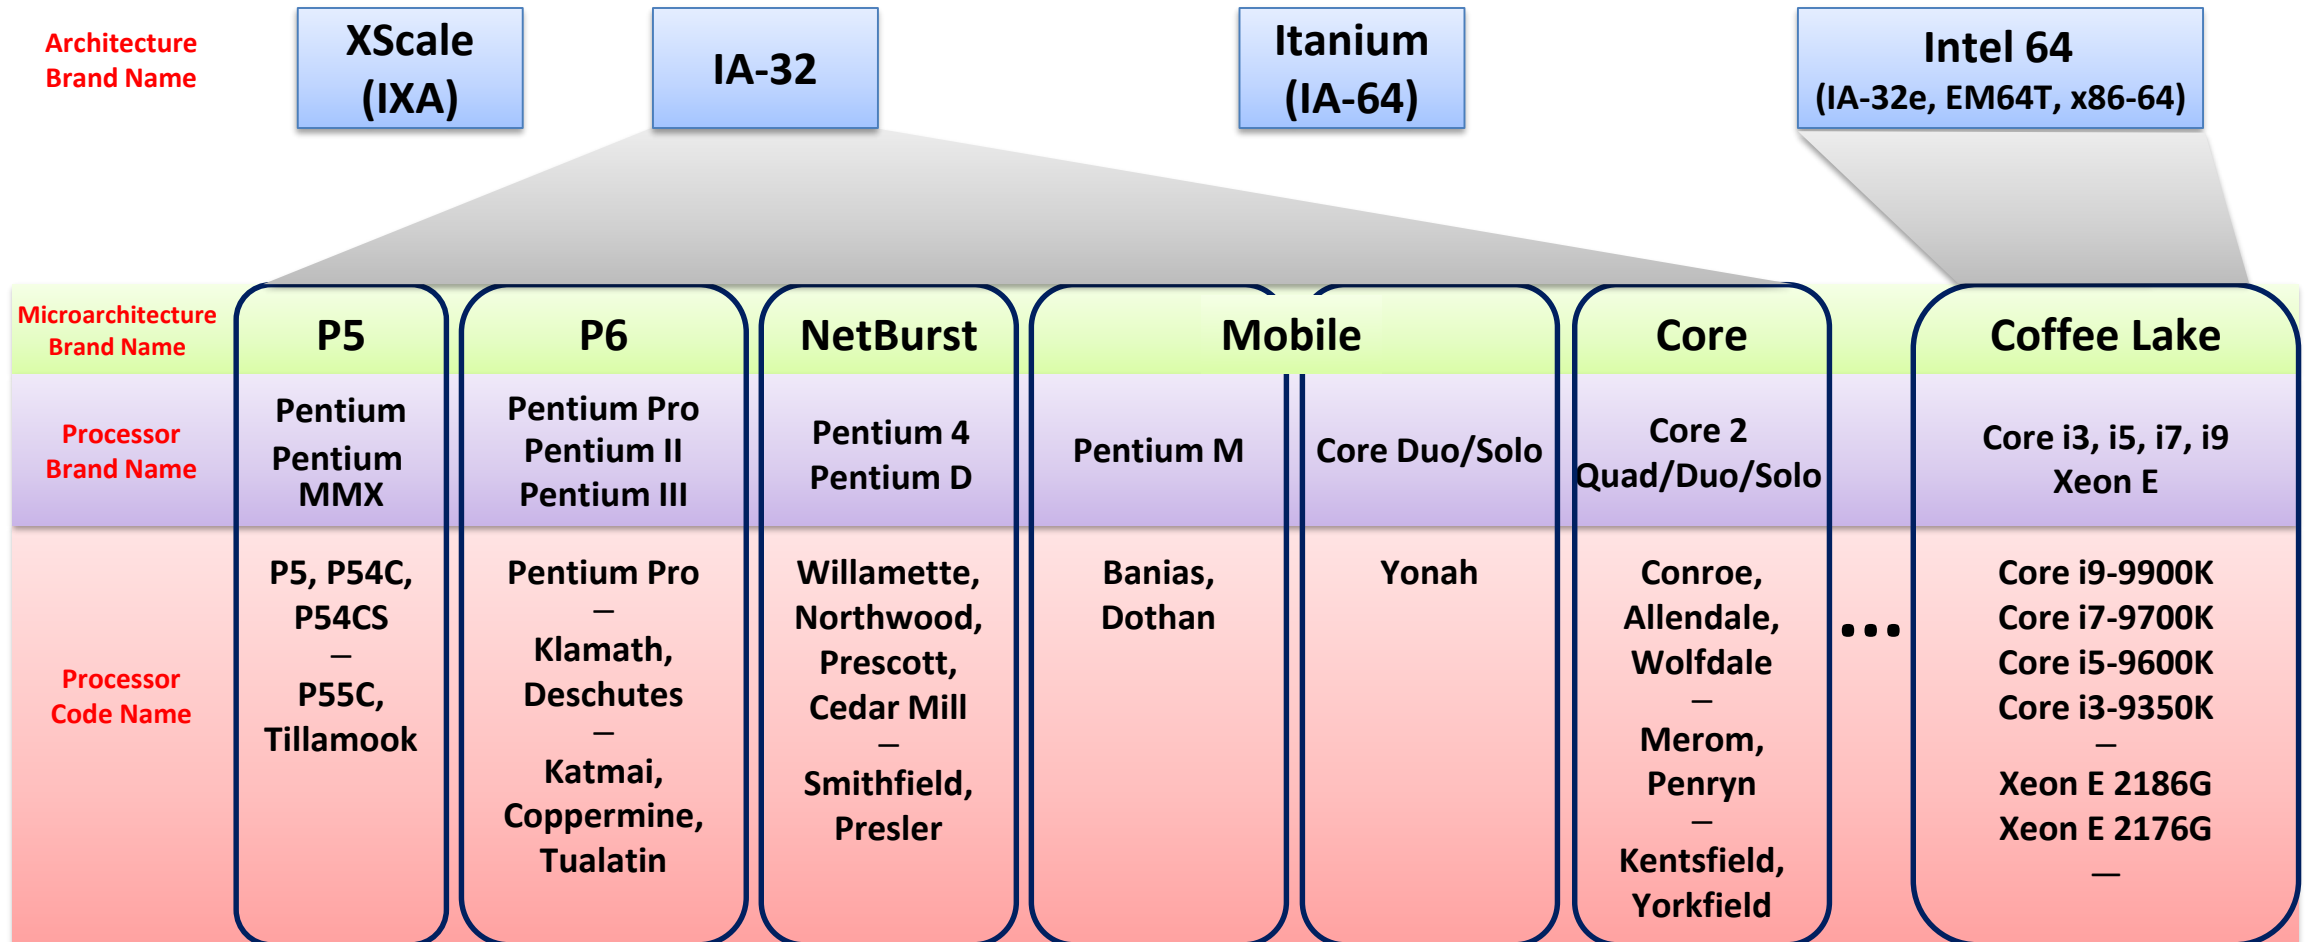 Architecture
Brand Name
XScale
(IXA)
IA-32
Itanium
(IA-64)
Intel 64
(IA-32e, EM64T, x86-64)
Microarchitecture
Brand Name
P5
P6
NetBurst
Mobile
Core
Coffee Lake
Processor
Brand Name
Pentium
Pentium
MMX
Pentium Pro
Pentium II
Pentium III
Pentium 4
Pentium D
Pentium M
Core Duo/Solo
Core 2
Quad/Duo/Solo
Core i3, i5, i7, i9
Xeon E
Processor
Code Name
P5, P54C,
P54CS
—
P55C,
Tillamook
Pentium Pro
—
Klamath,
Deschutes
—
Katmai,
Coppermine,
Tualatin
Willamette,
Northwood,
Prescott,
Cedar Mill
—
Smithfield,
Presler
Banias,
Dothan
Yonah
Conroe,
Allendale,
Wolfdale
—
Merom,
Penryn
—
Kentsfield,
Yorkfield
...
Core i9-9900K
Core i7-9700K
Core i5-9600K
Core i3-9350K
—
Xeon E 2186G
Xeon E 2176G
—